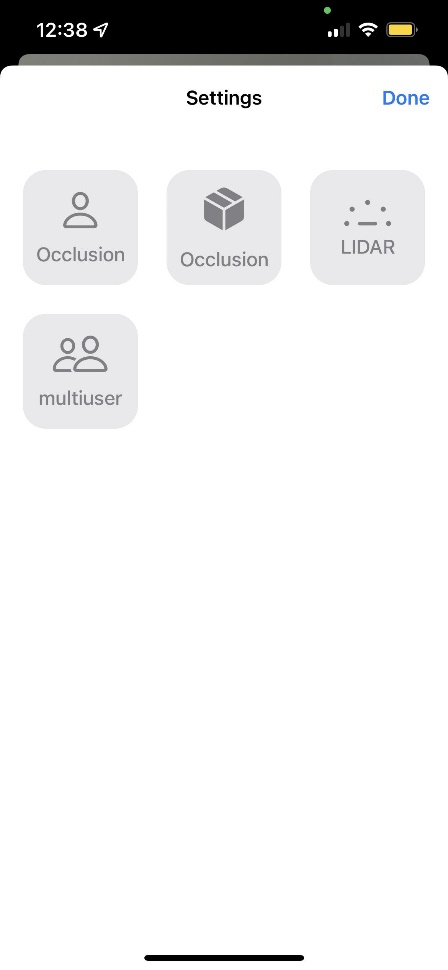 12:38
Settings
Done
Occlusion
Occlusion
LIDAR
multiuser